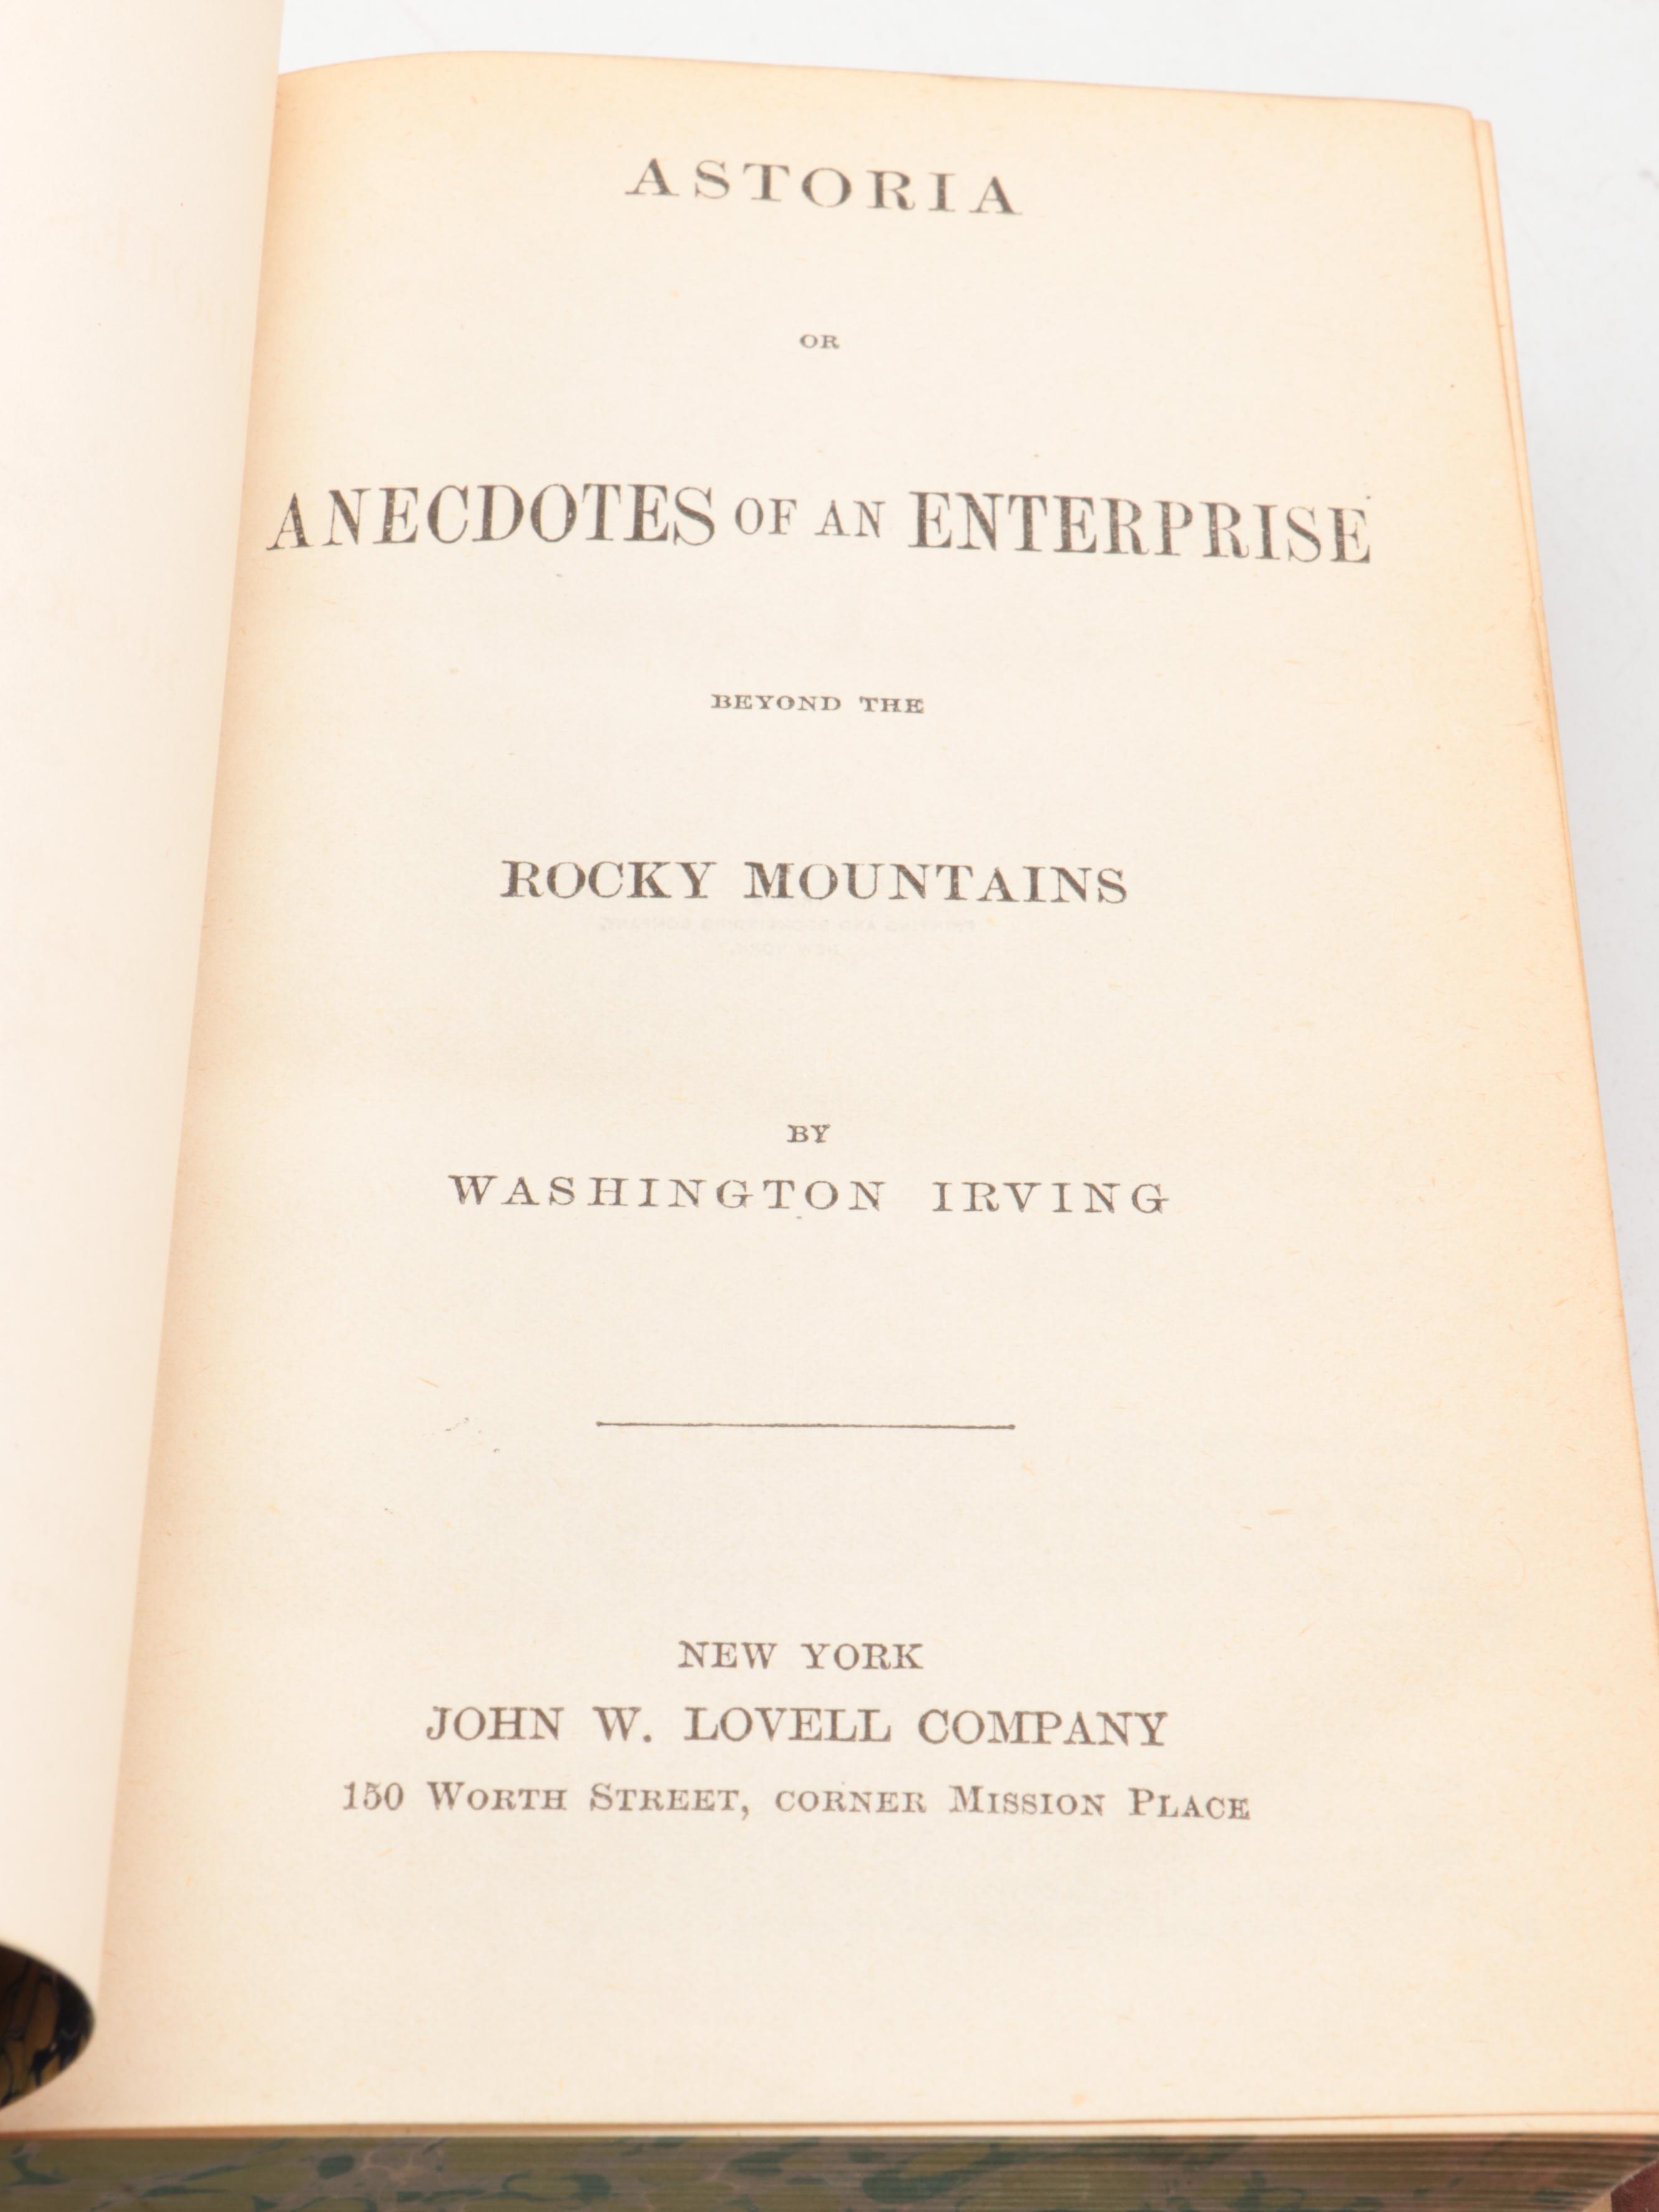 ASTORIA
OR
ANECDOTES OF AN ENTERPRISE
BEYOND THE
ROCKY MOUNTAINS
BY
WASHINGTON IRVING
NEW YORK
JOHN W. LOVELL COMPANY
150 WORTH STREET, CORNER MISSION PLACE